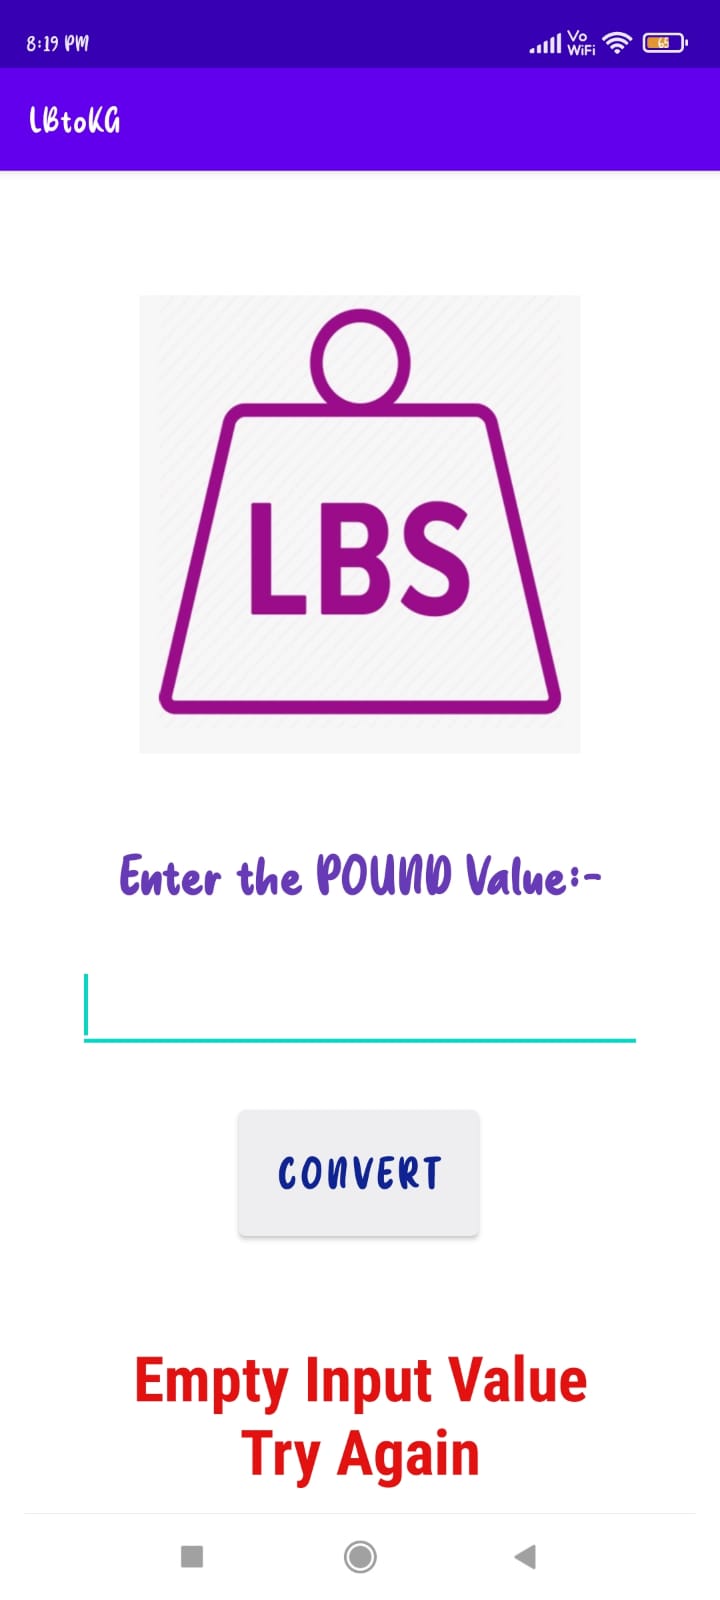 8:19 PM
Vo
WiFi
65
LBtoKG
LBS
Enter the POUND Value:-
CONVERT
Empty Input Value
Try Again